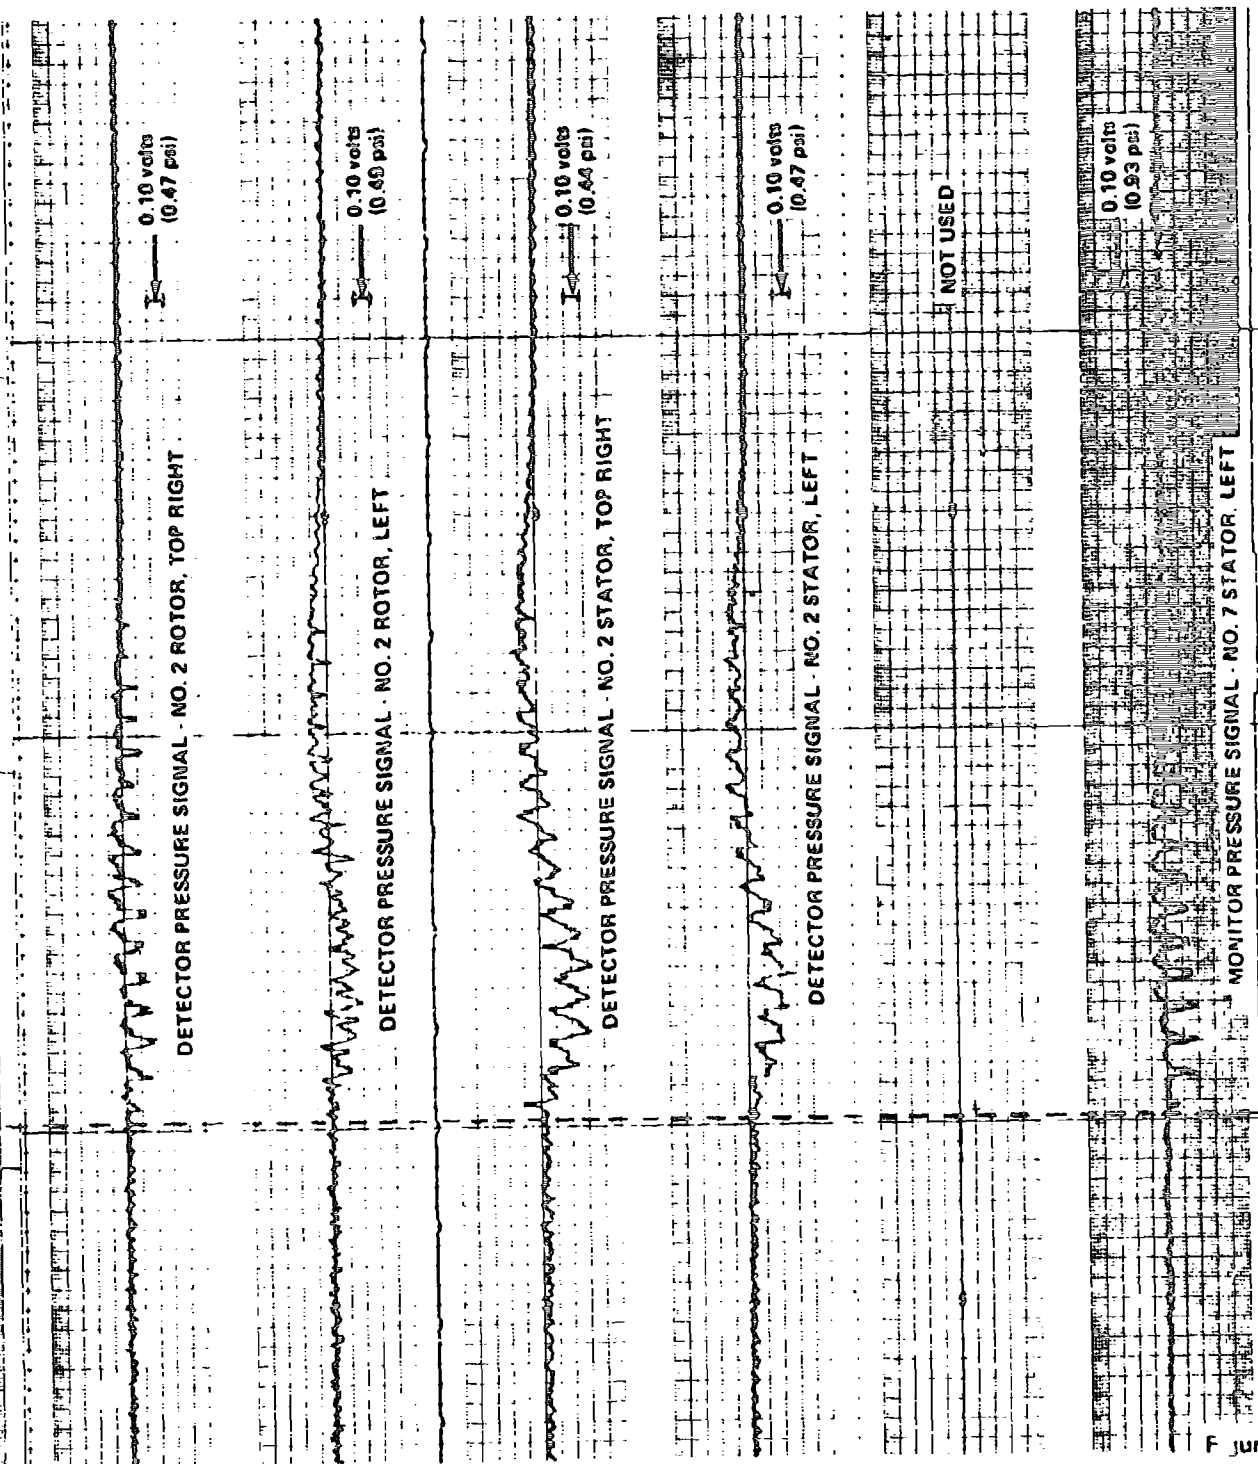 0.10 volts
(0.47 psi)
DETECTOR PRESSURE SIGNAL - NO. 2 ROTOR, TOP RIGHT
0.10 volts
(0.49 psi)
DETECTOR PRESSURE SIGNAL - NO. 2 ROTOR, LEFT
0.10 volts
DETECTOR PRESSURE SIGNAL - NO. 2 STATOR, TOP RIGHT
0.10 volts
(0.47 psi)
DETECTOR PRESSURE SIGNAL - NO. 2 STATOR, LEFT
NOT USED
0.10 volts
(0.93 psi)
MONITOR PRESSURE SIGNAL - NO. 7 STATOR, LEFT